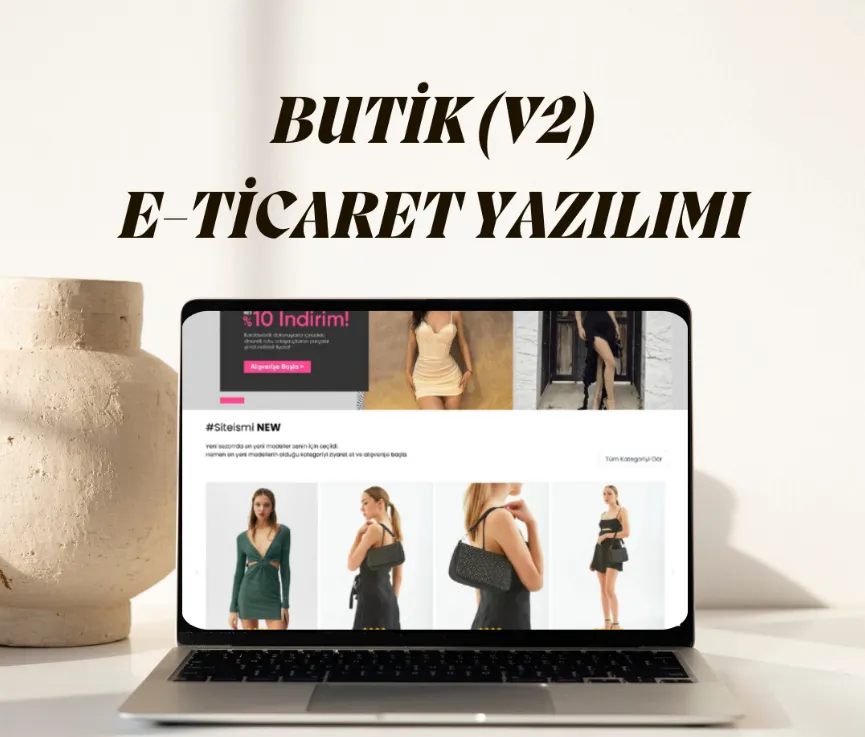 BUTİK (V2)
E-TİCARET YAZILIMI
%10 İndirim!
Alışverişe Başla >
#Siteismi NEW
Yeni sezonda en yeni modeller senin için seçildi.
Hemen en yeni modellerin olduğu kategoriyi ziyaret et ve alışverişe başla.
Tüm Kategoriyi Gör